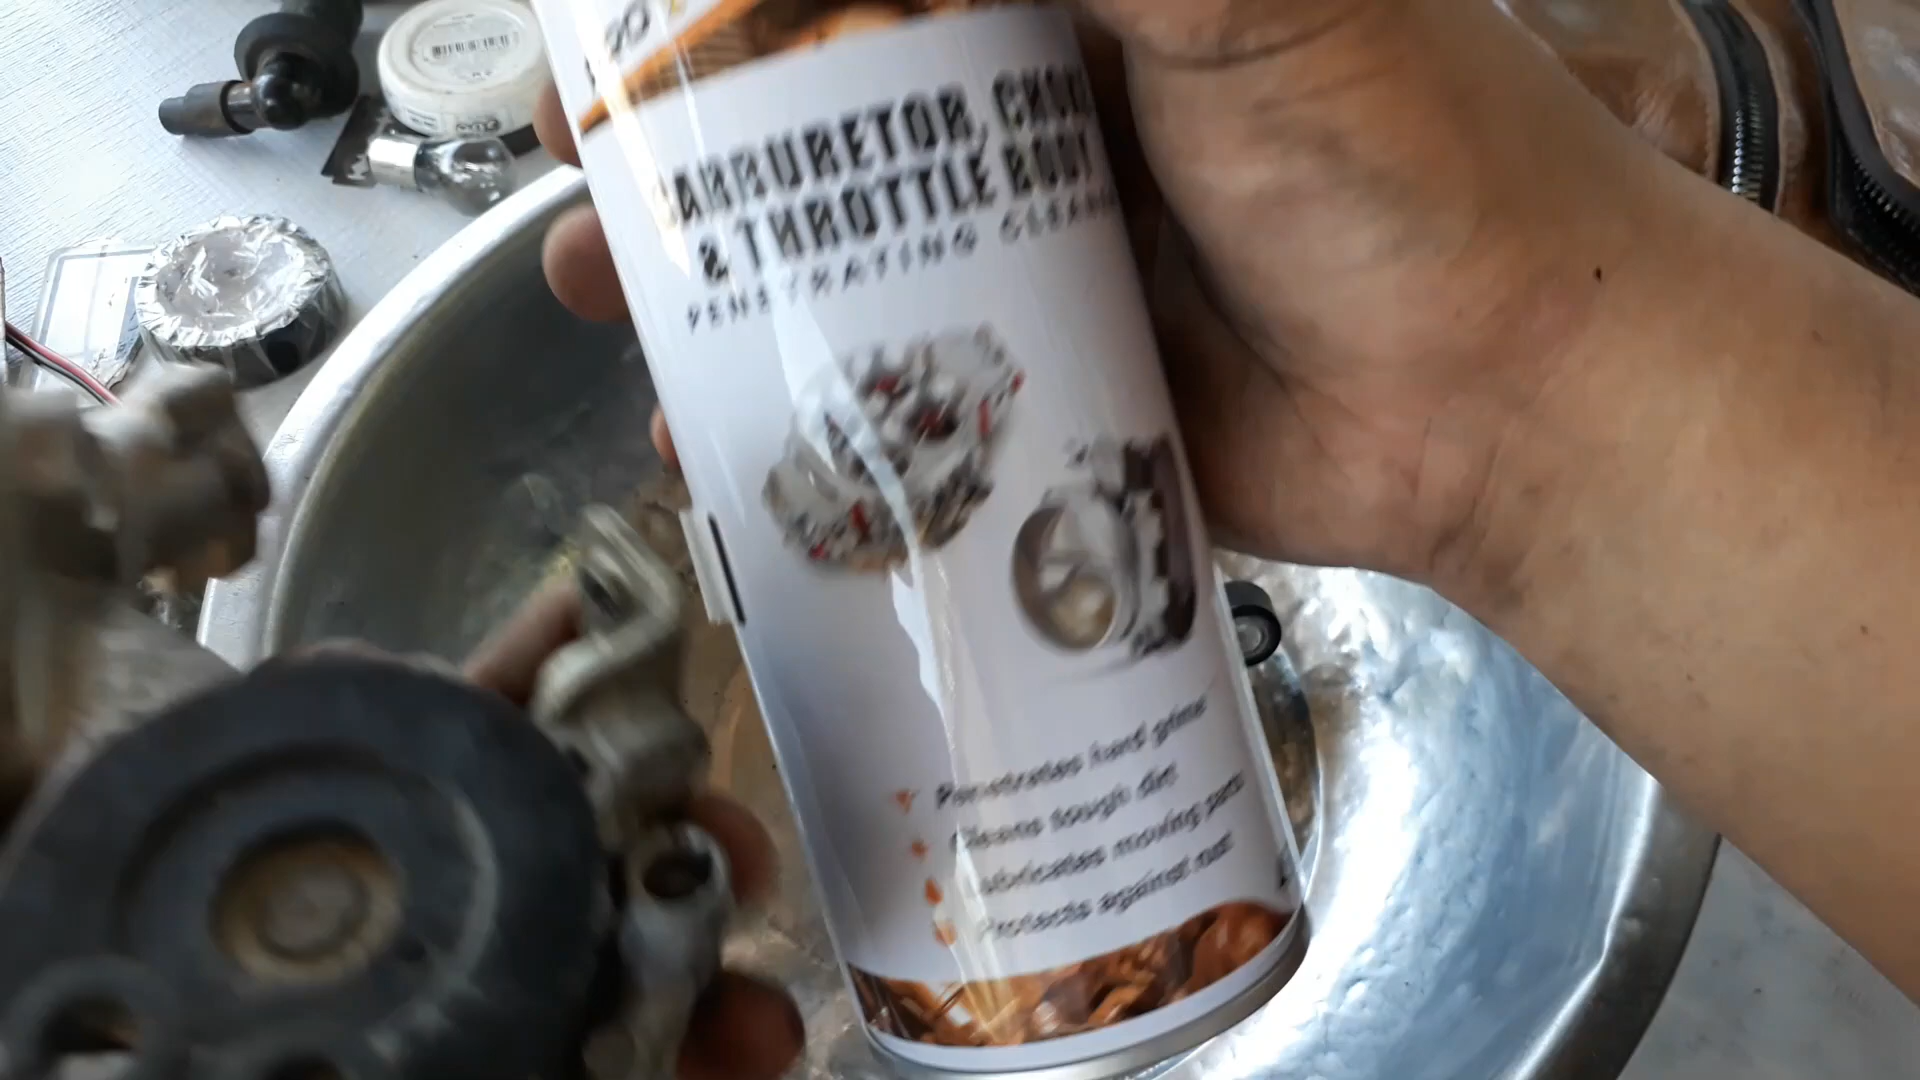 CARBURETOR, CHOKE
& THROTTLE BODY
PENETRATING CLEANER
Penetrates hard grime
Cleans tough dirt
Lubricates moving parts
Protects against rust